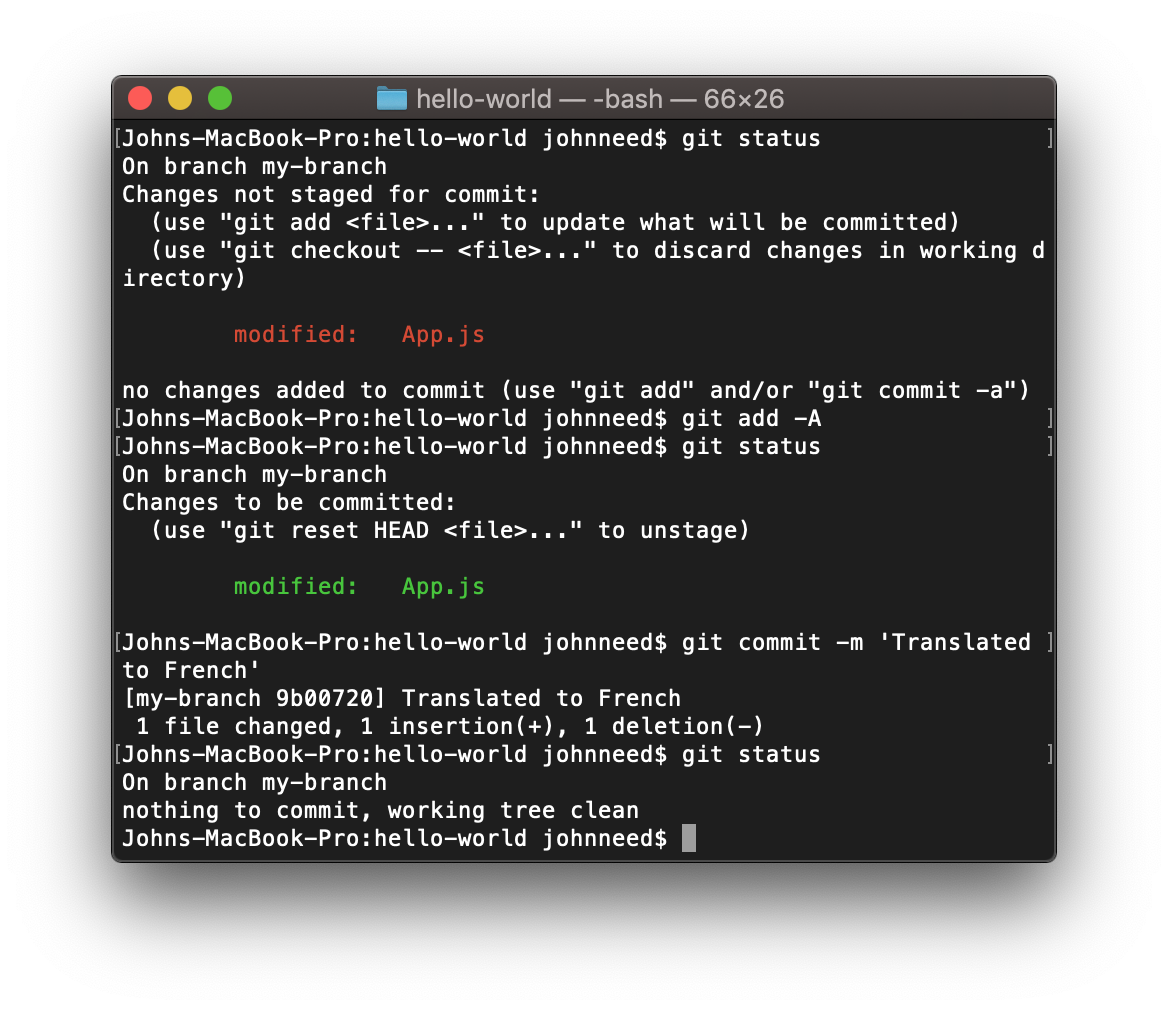 hello-world — -bash — 66×26
[Johns-MacBook-Pro:hello-world johnneed$ git status ]
On branch my-branch
Changes not staged for commit:
  (use "git add <file>..." to update what will be committed)
  (use "git checkout -- <file>..." to discard changes in working d
irectory)
        modified:   App.js
no changes added to commit (use "git add" and/or "git commit -a")
[Johns-MacBook-Pro:hello-world johnneed$ git add -A ]
[Johns-MacBook-Pro:hello-world johnneed$ git status ]
On branch my-branch
Changes to be committed:
  (use "git reset HEAD <file>..." to unstage)
        modified:   App.js
[Johns-MacBook-Pro:hello-world johnneed$ git commit -m 'Translated ]
to French'
[my-branch 9b00720] Translated to French
 1 file changed, 1 insertion(+), 1 deletion(-)
[Johns-MacBook-Pro:hello-world johnneed$ git status ]
On branch my-branch
nothing to commit, working tree clean
Johns-MacBook-Pro:hello-world johnneed$